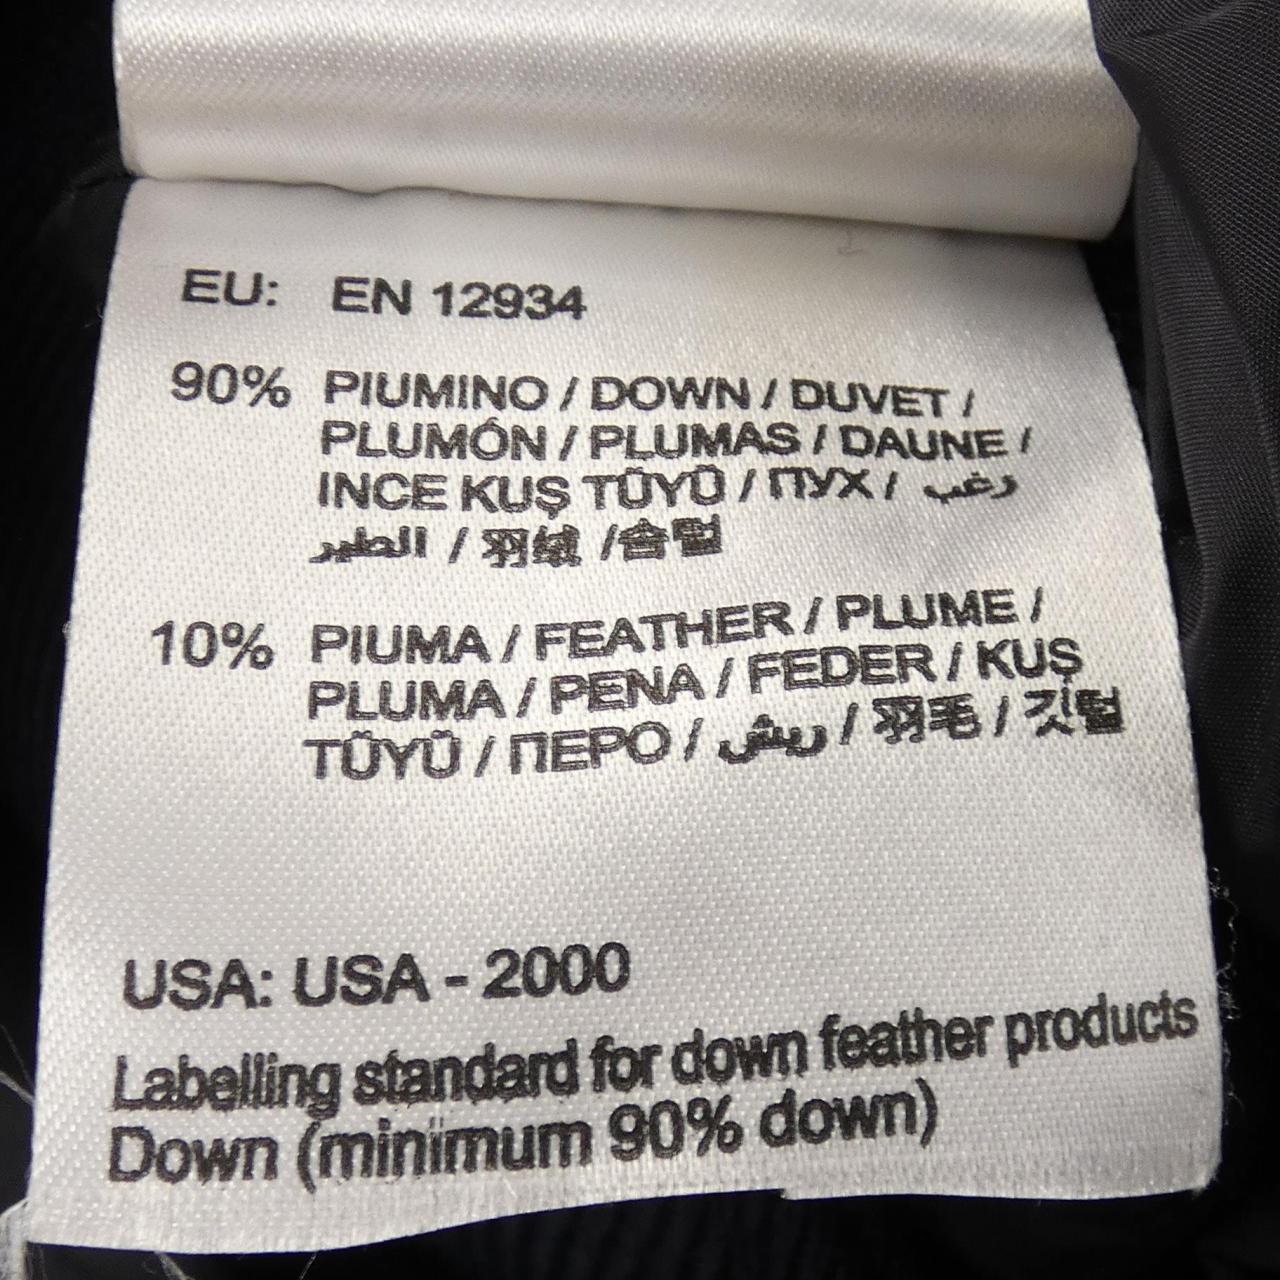 EU: EN 12934
90% PIUMINO / DOWN / DUVET /
PLUMÓN / PLUMAS / DAUNE /
INCE KUŞ TÜYÜ / ПУХ / زغب
الطير / 羽绒 /솜털
10% PIUMA / FEATHER / PLUME /
PLUMA / PENA / FEDER / KUŞ
TÜYÜ / ПЕРО / ريش / 羽毛 / 깃털
USA: USA - 2000
Labelling standard for down feather products
Down (minimum 90% down)